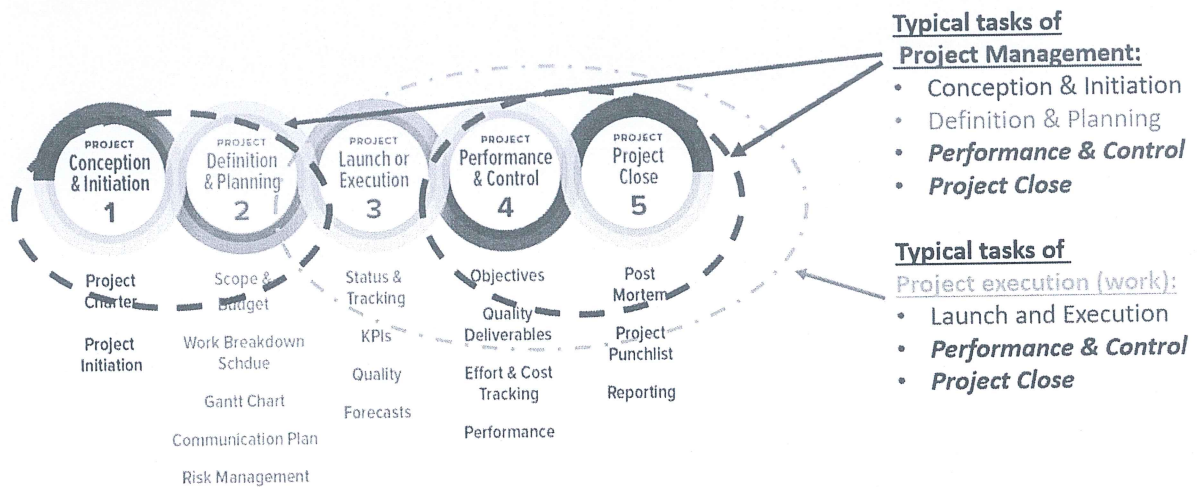 PROJECT
Conception
& Initiation
1
Project
Charter
Project
Initiation
PROJECT
Definition
& Planning
2
Scope &
Budget
Work Breakdown
Schdue
Gantt Chart
Communication Plan
Risk Management
PROJECT
Launch or
Execution
3
Status &
Tracking
KPIs
Quality
Forecasts
PROJECT
Performance
& Control
4
Objectives
Quality
Deliverables
Effort & Cost
Tracking
Performance
PROJECT
Project
Close
5
Post
Mortem
Project
Punchlist
Reporting
Typical tasks of
Project Management:
• Conception & Initiation
• Definition & Planning
• Performance & Control
• Project Close
Typical tasks of
Project execution (work):
• Launch and Execution
• Performance & Control
• Project Close